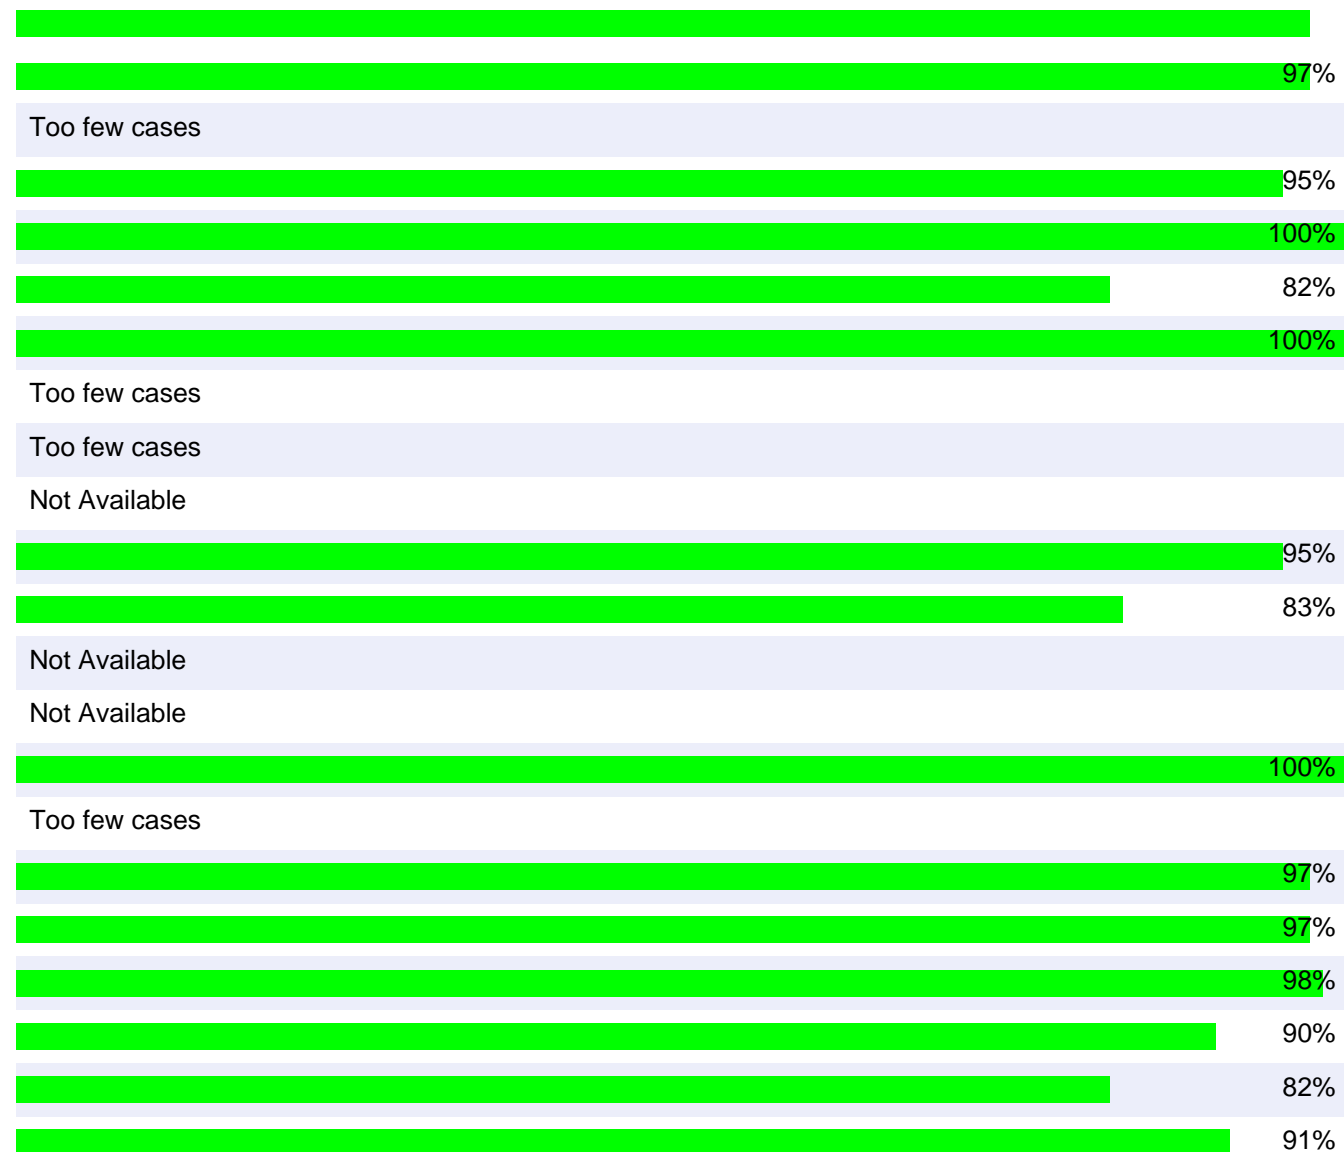 97%
Too few cases
95%
100%
82%
100%
Too few cases
Too few cases
Not Available
95%
83%
Not Available
Not Available
100%
Too few cases
97%
97%
98%
90%
82%
91%